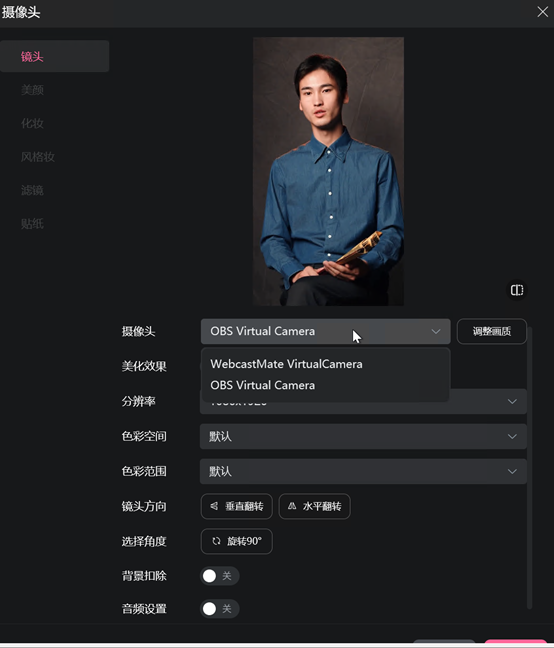 摄像头
镜头
美颜
化妆
风格妆
滤镜
贴纸
摄像头
OBS Virtual Camera
调整画质
WebcastMate VirtualCamera
OBS Virtual Camera
美化效果
分辨率
色彩空间
默认
色彩范围
默认
镜头方向
垂直翻转
水平翻转
选择角度
旋转90°
背景扣除
关
音频设置
关